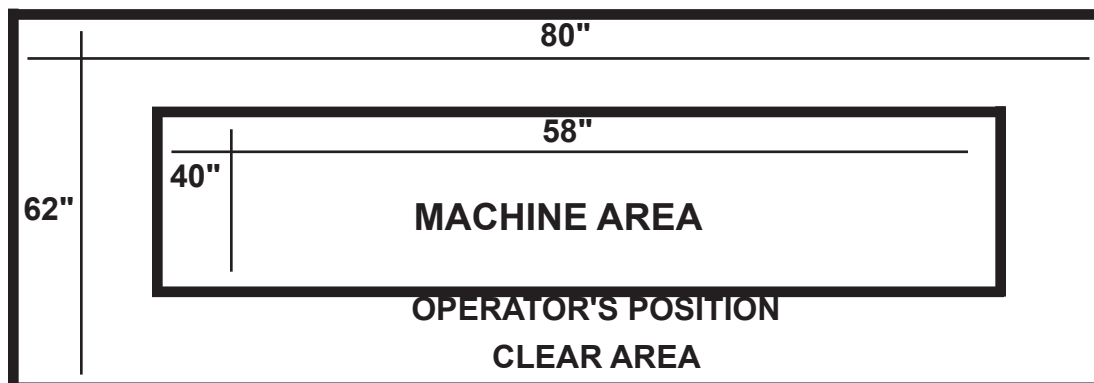 80"
58"
40"
62"
MACHINE AREA
OPERATOR'S POSITION
CLEAR AREA